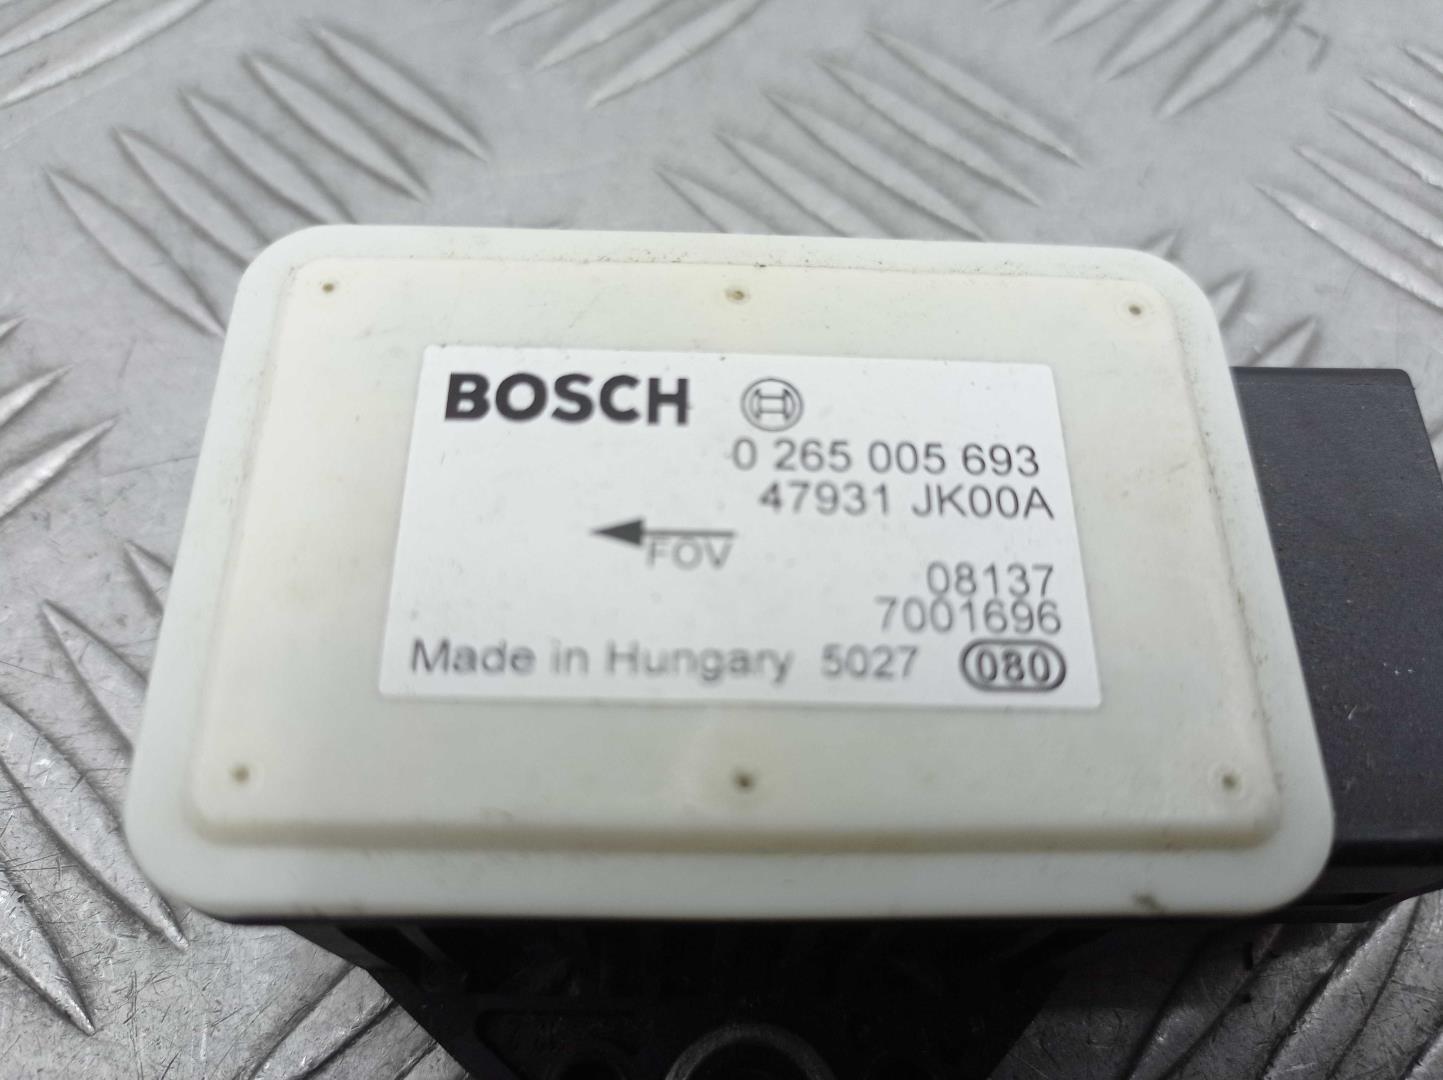 BOSCH
0 265 005 693
47931 JK00A
FOV
08137
7001696
Made in Hungary 5027 080